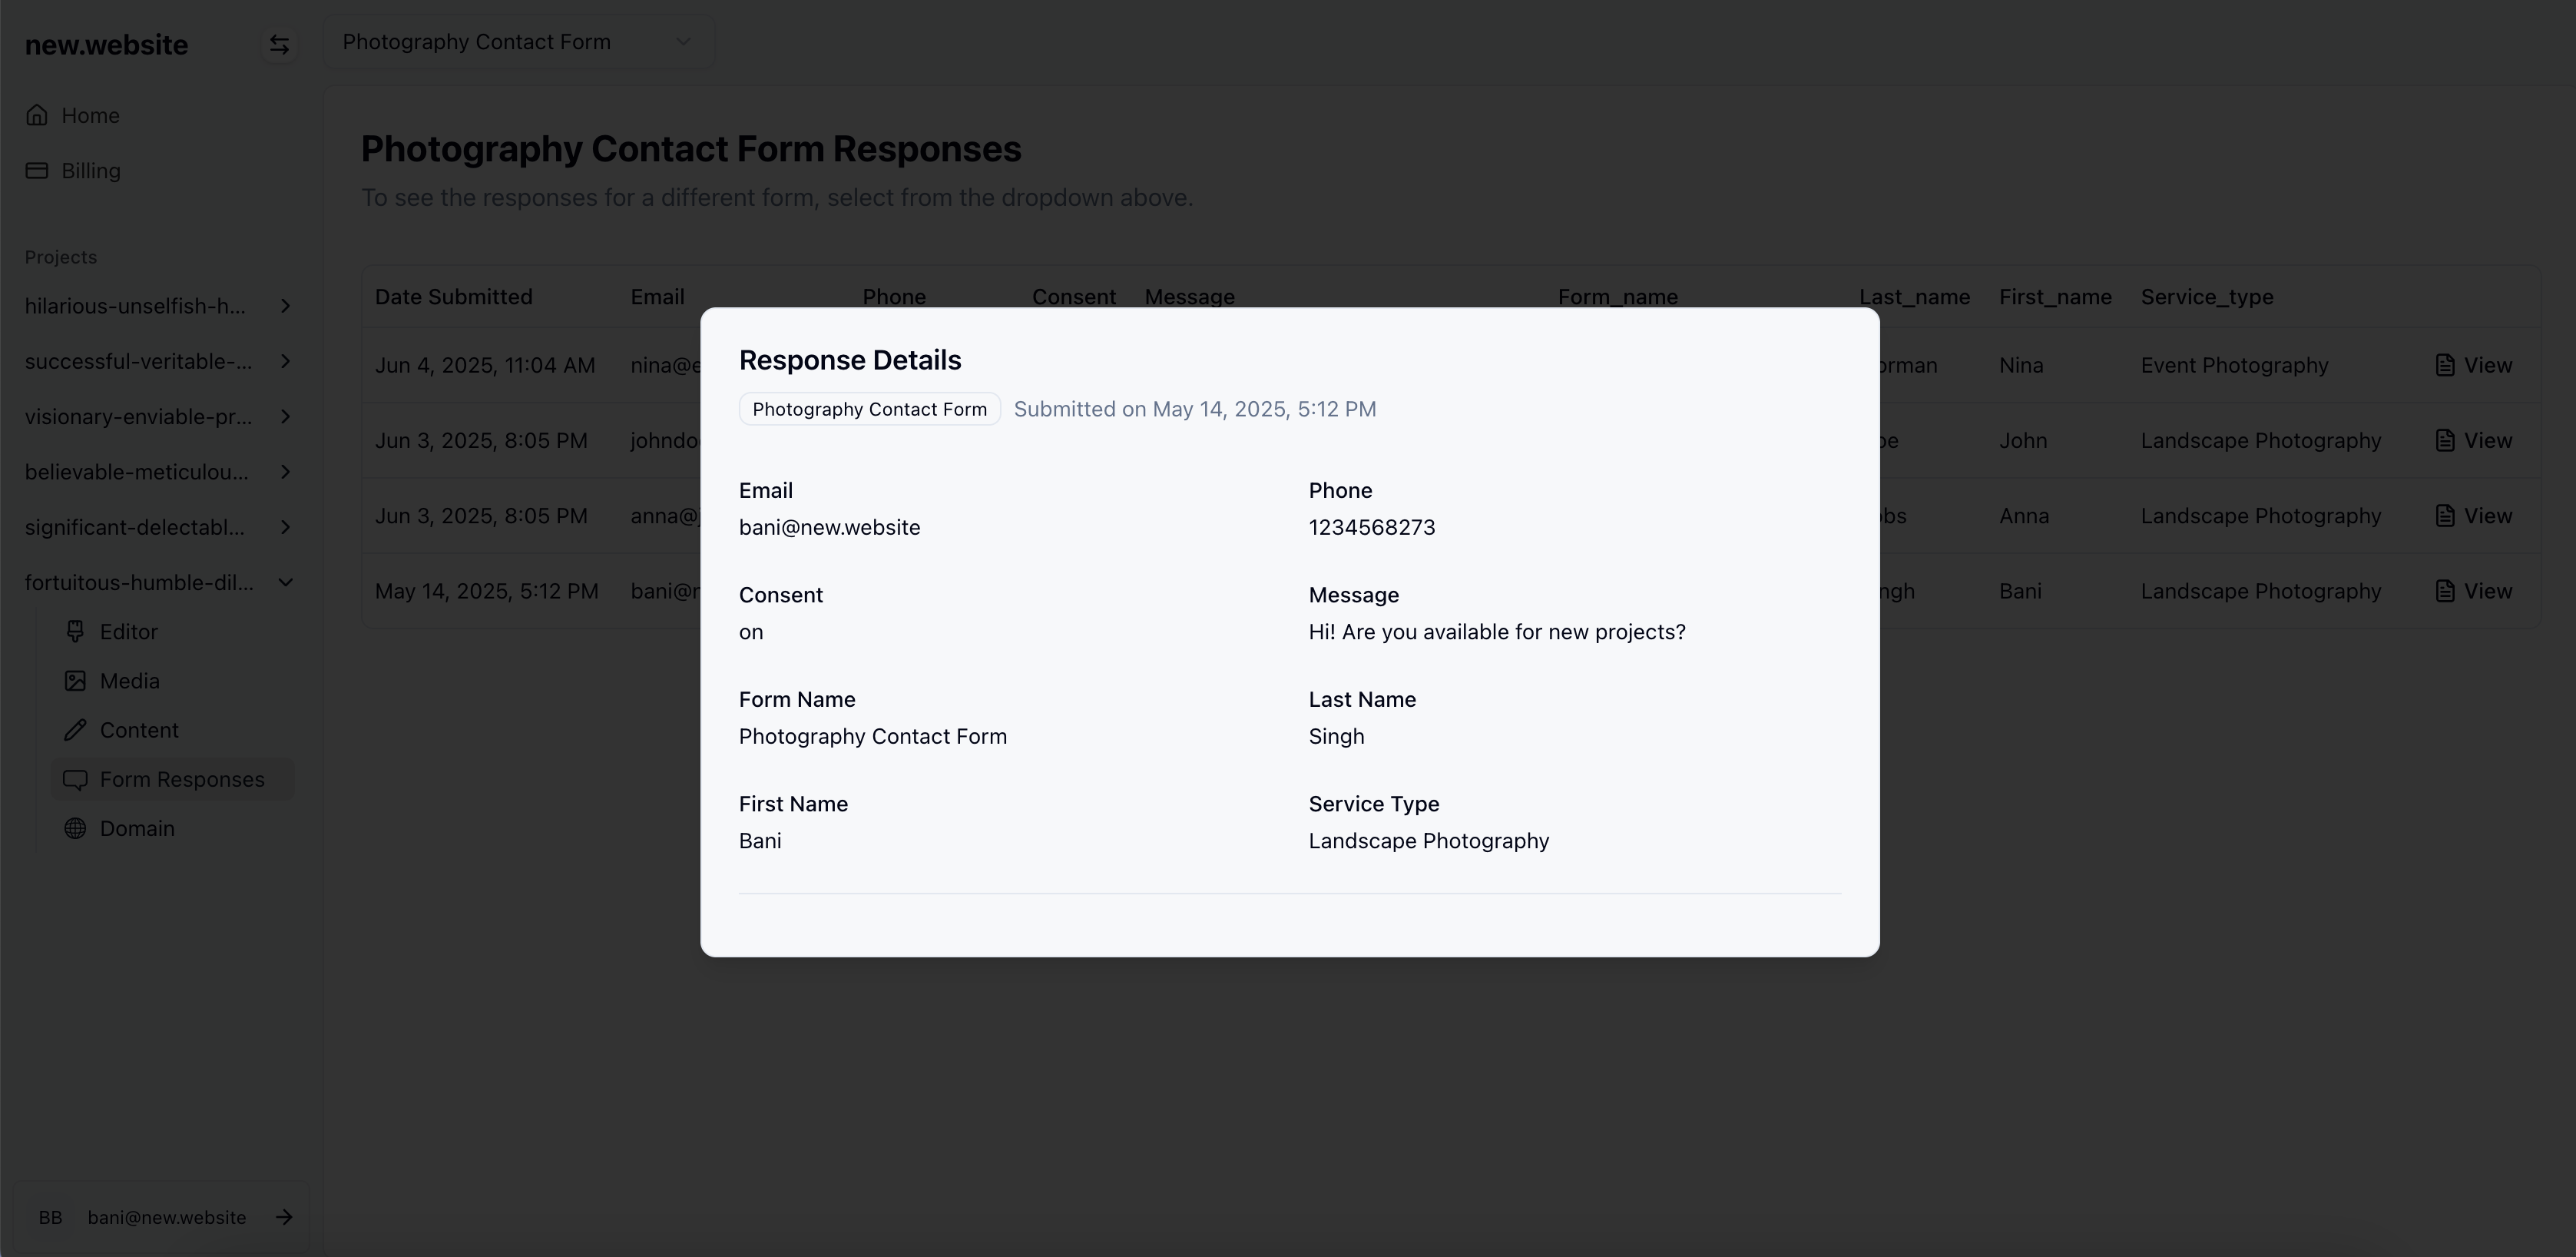 new.website
Photography Contact Form
Home
Billing
Projects
hilarious-unselfish-h...
successful-veritable-...
visionary-enviable-pr...
believable-meticulou...
significant-delectabl...
fortuitous-humble-dil...
Editor
Media
Content
Form Responses
Domain
BB bani@new.website
Photography Contact Form Responses
To see the responses for a different form, select from the dropdown above.
Date Submitted Email Phone Consent Message Form_name Last_name First_name Service_type
Jun 4, 2025, 11:04 AM nina@e Nina Event Photography View
Jun 3, 2025, 8:05 PM johndo John Landscape Photography View
Jun 3, 2025, 8:05 PM anna@ Anna Landscape Photography View
May 14, 2025, 5:12 PM bani@n Bani Landscape Photography View
Response Details
Photography Contact Form Submitted on May 14, 2025, 5:12 PM
Email Phone
bani@new.website 1234568273
Consent Message
on Hi! Are you available for new projects?
Form Name Last Name
Photography Contact Form Singh
First Name Service Type
Bani Landscape Photography